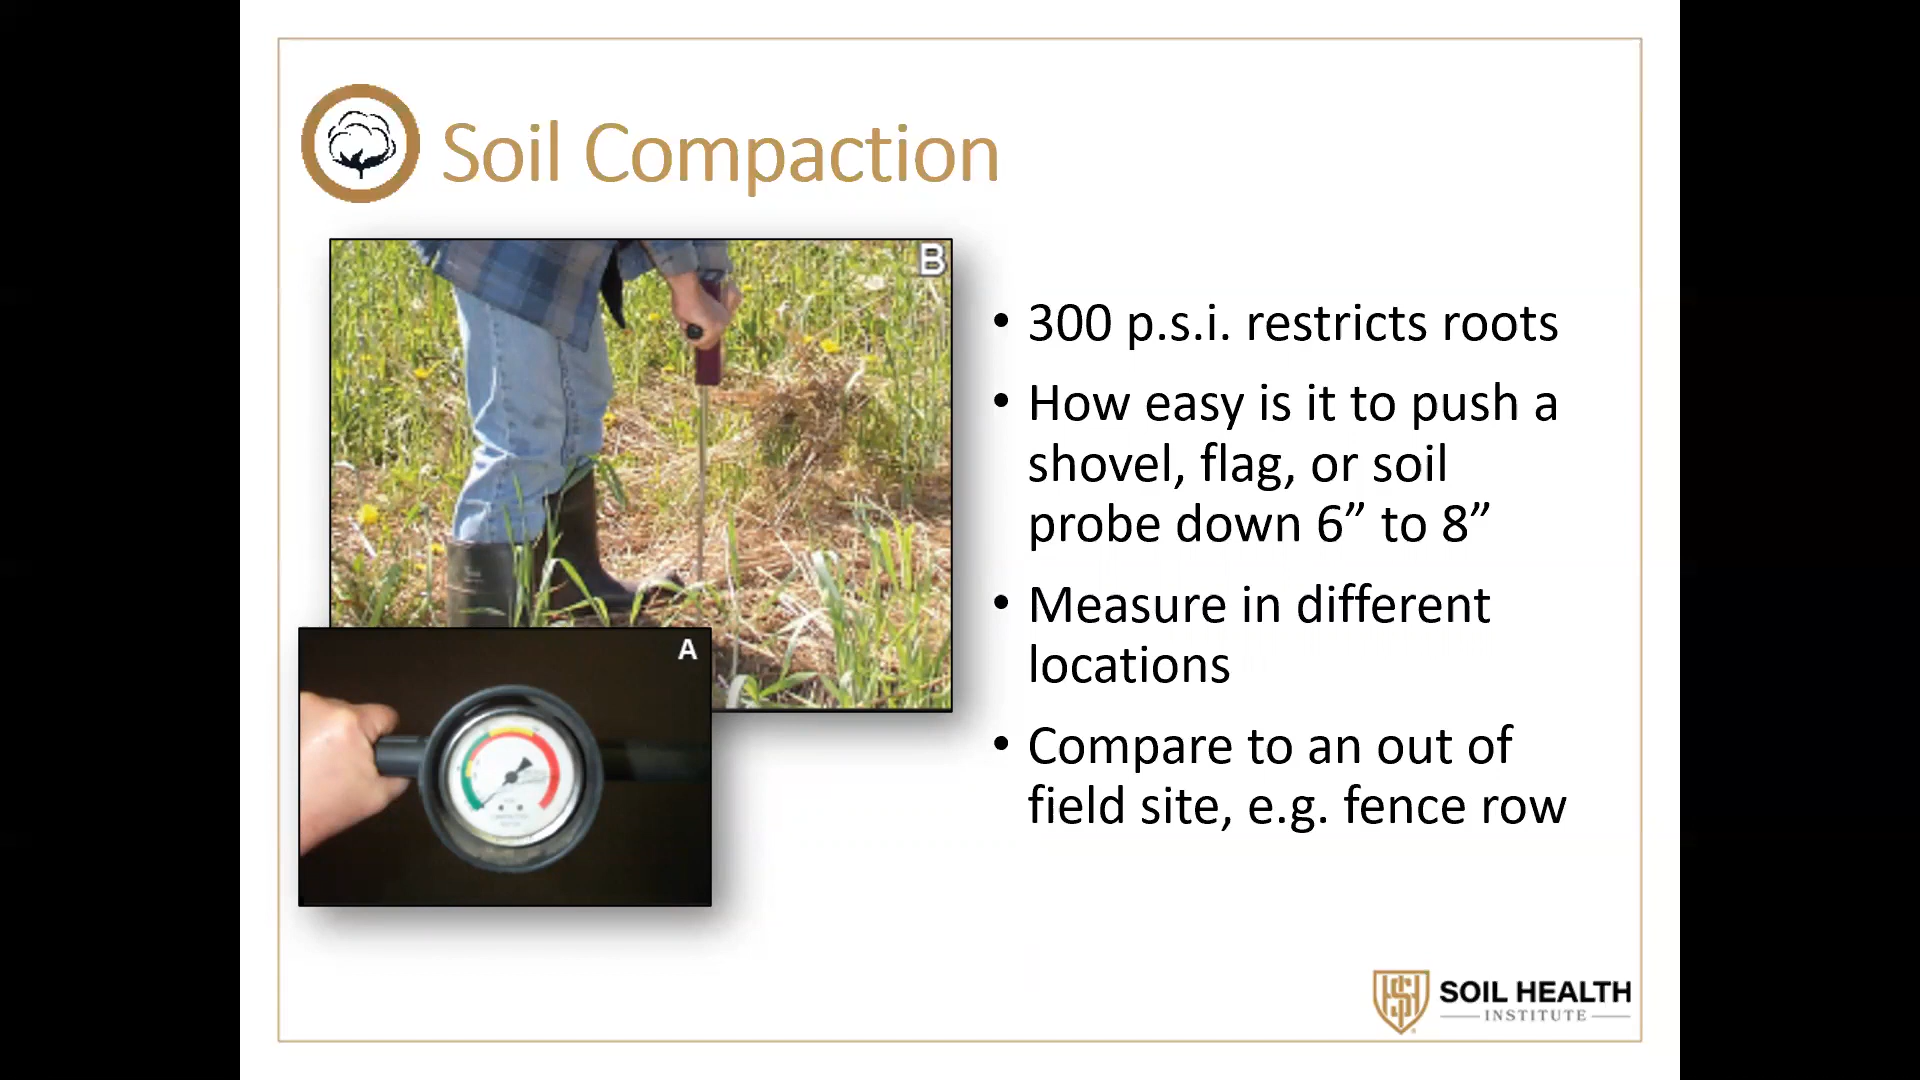 Soil Compaction
B
A
• 300 p.s.i. restricts roots
• How easy is it to push a
shovel, flag, or soil
probe down 6” to 8”
• Measure in different
locations
• Compare to an out of
field site, e.g. fence row
SOIL HEALTH
INSTITUTE